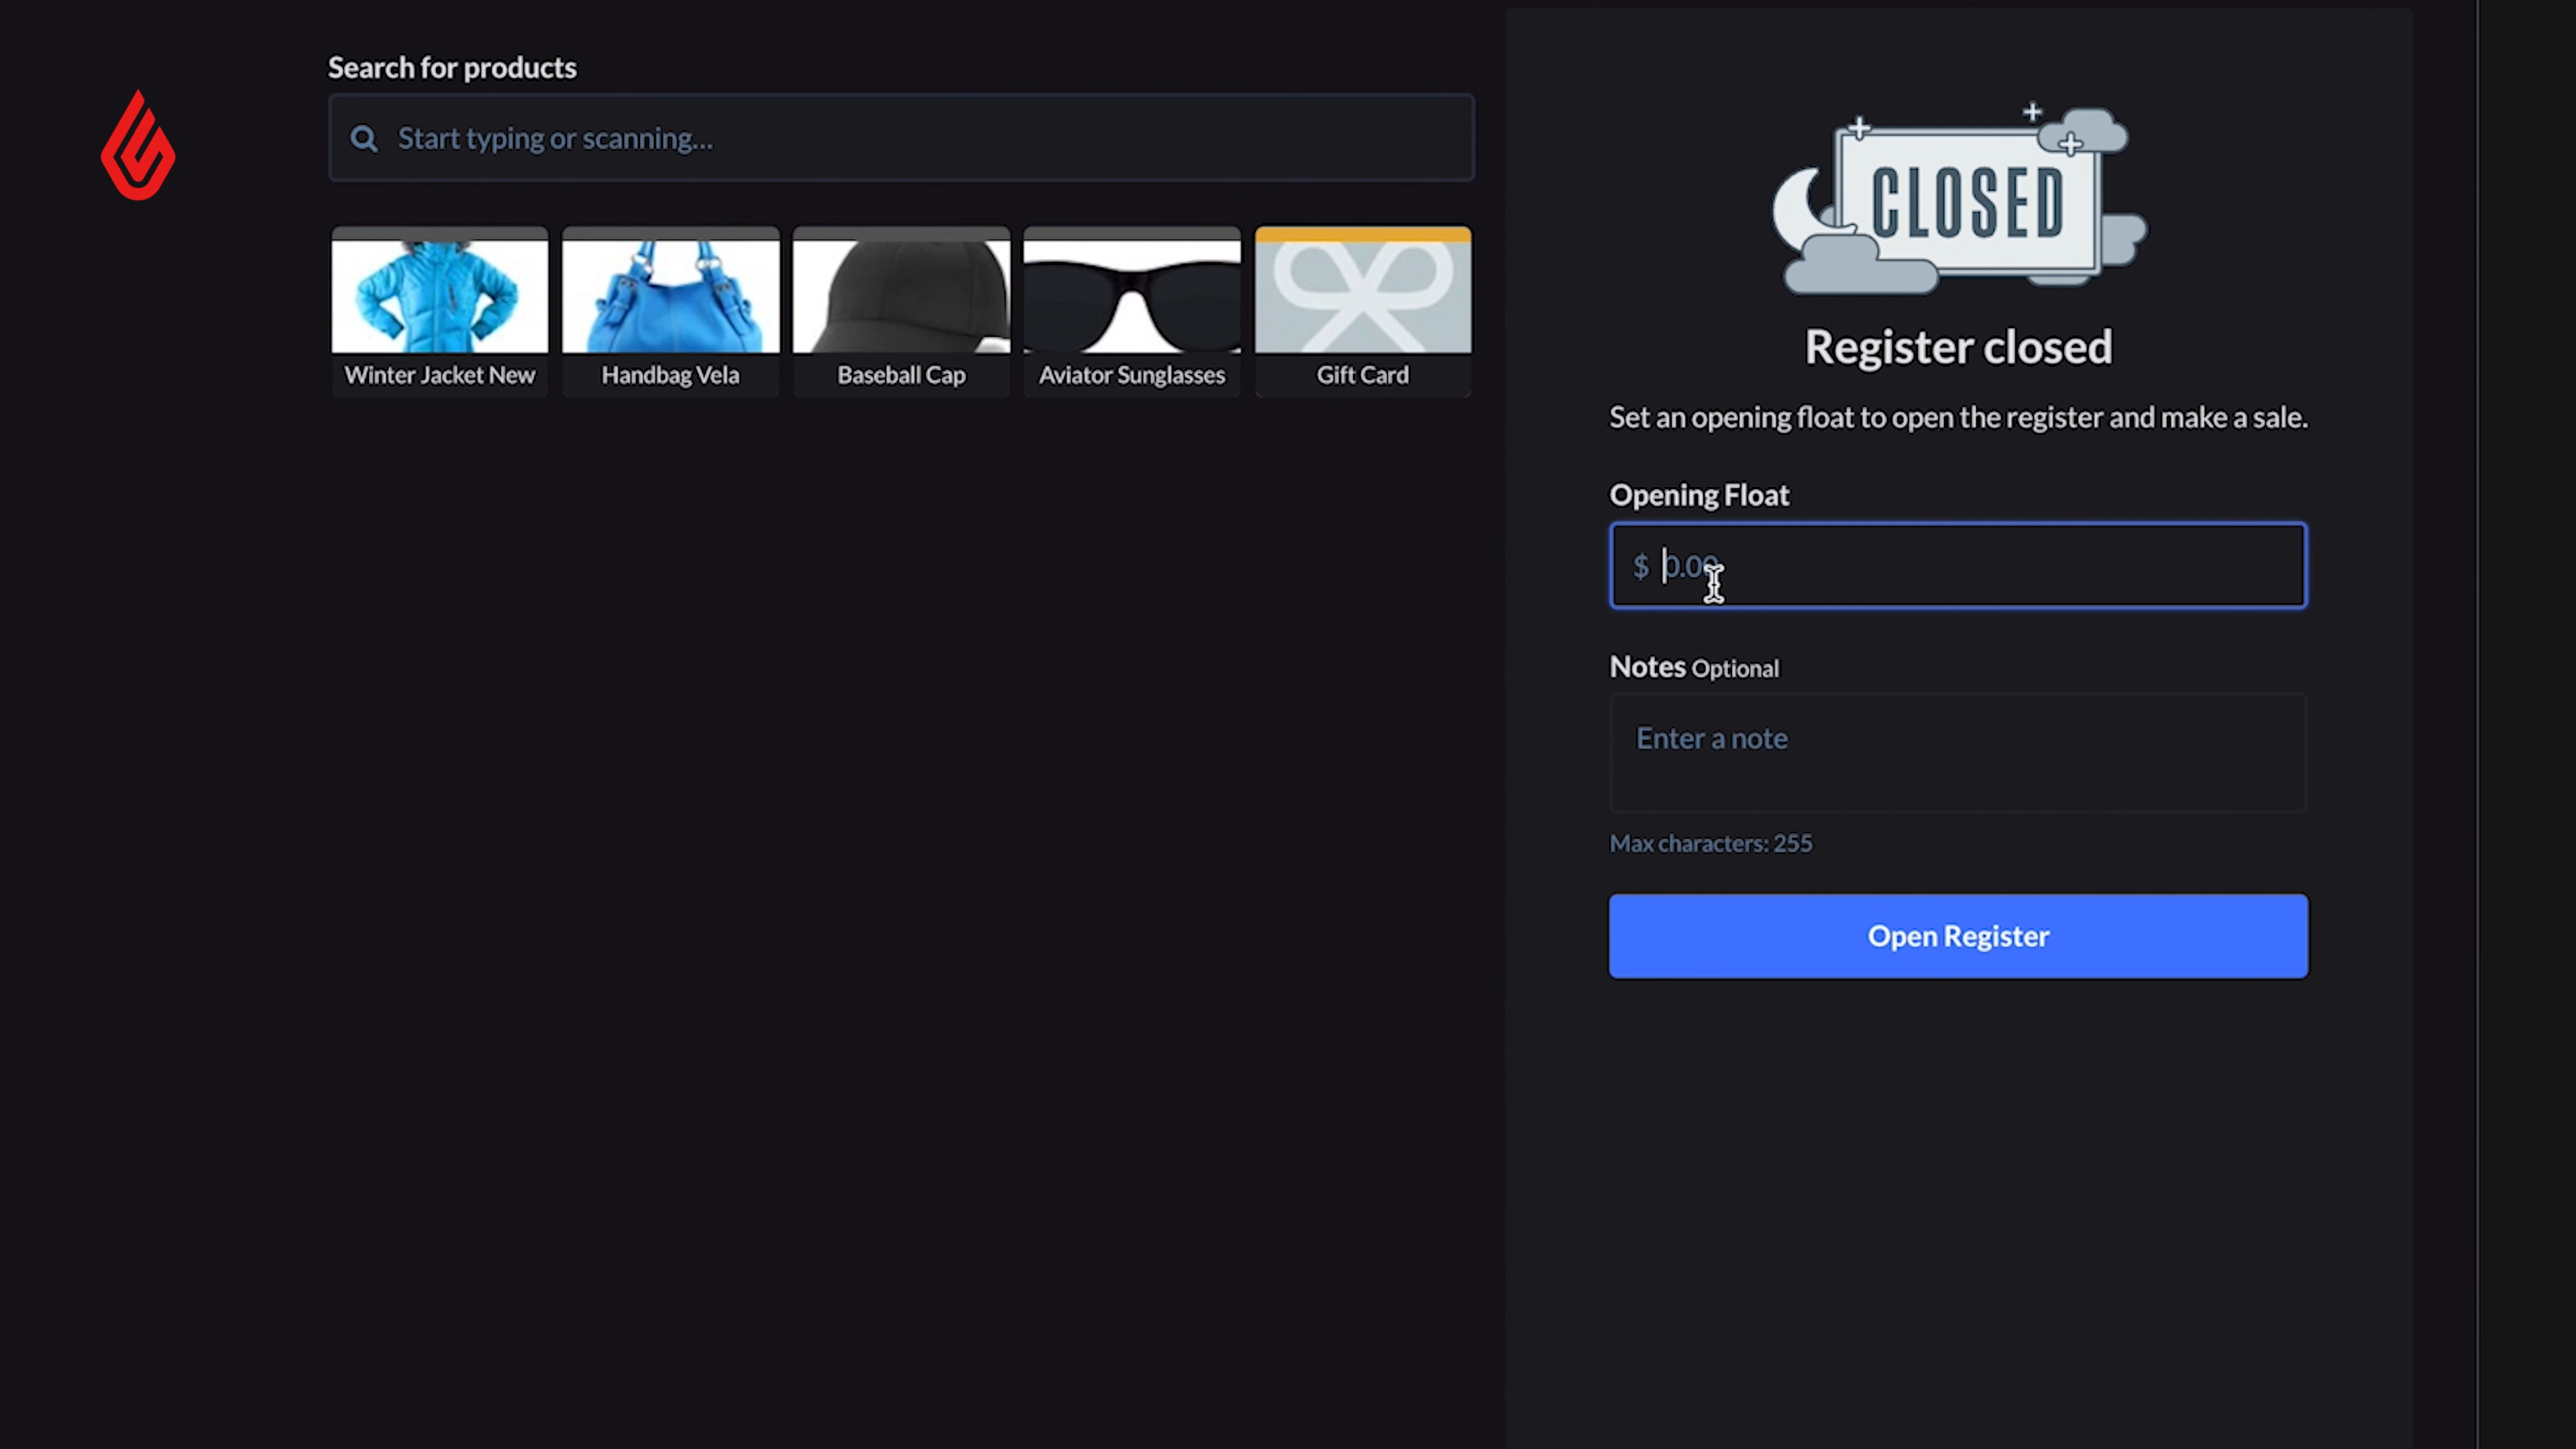 Search for products
Start typing or scanning...
Winter Jacket New
Handbag Vela
Baseball Cap
Aviator Sunglasses
Gift Card
CLOSED
Register closed
Set an opening float to open the register and make a sale.
Opening Float
$ 0.00
Notes Optional
Enter a note
Max characters: 255
Open Register